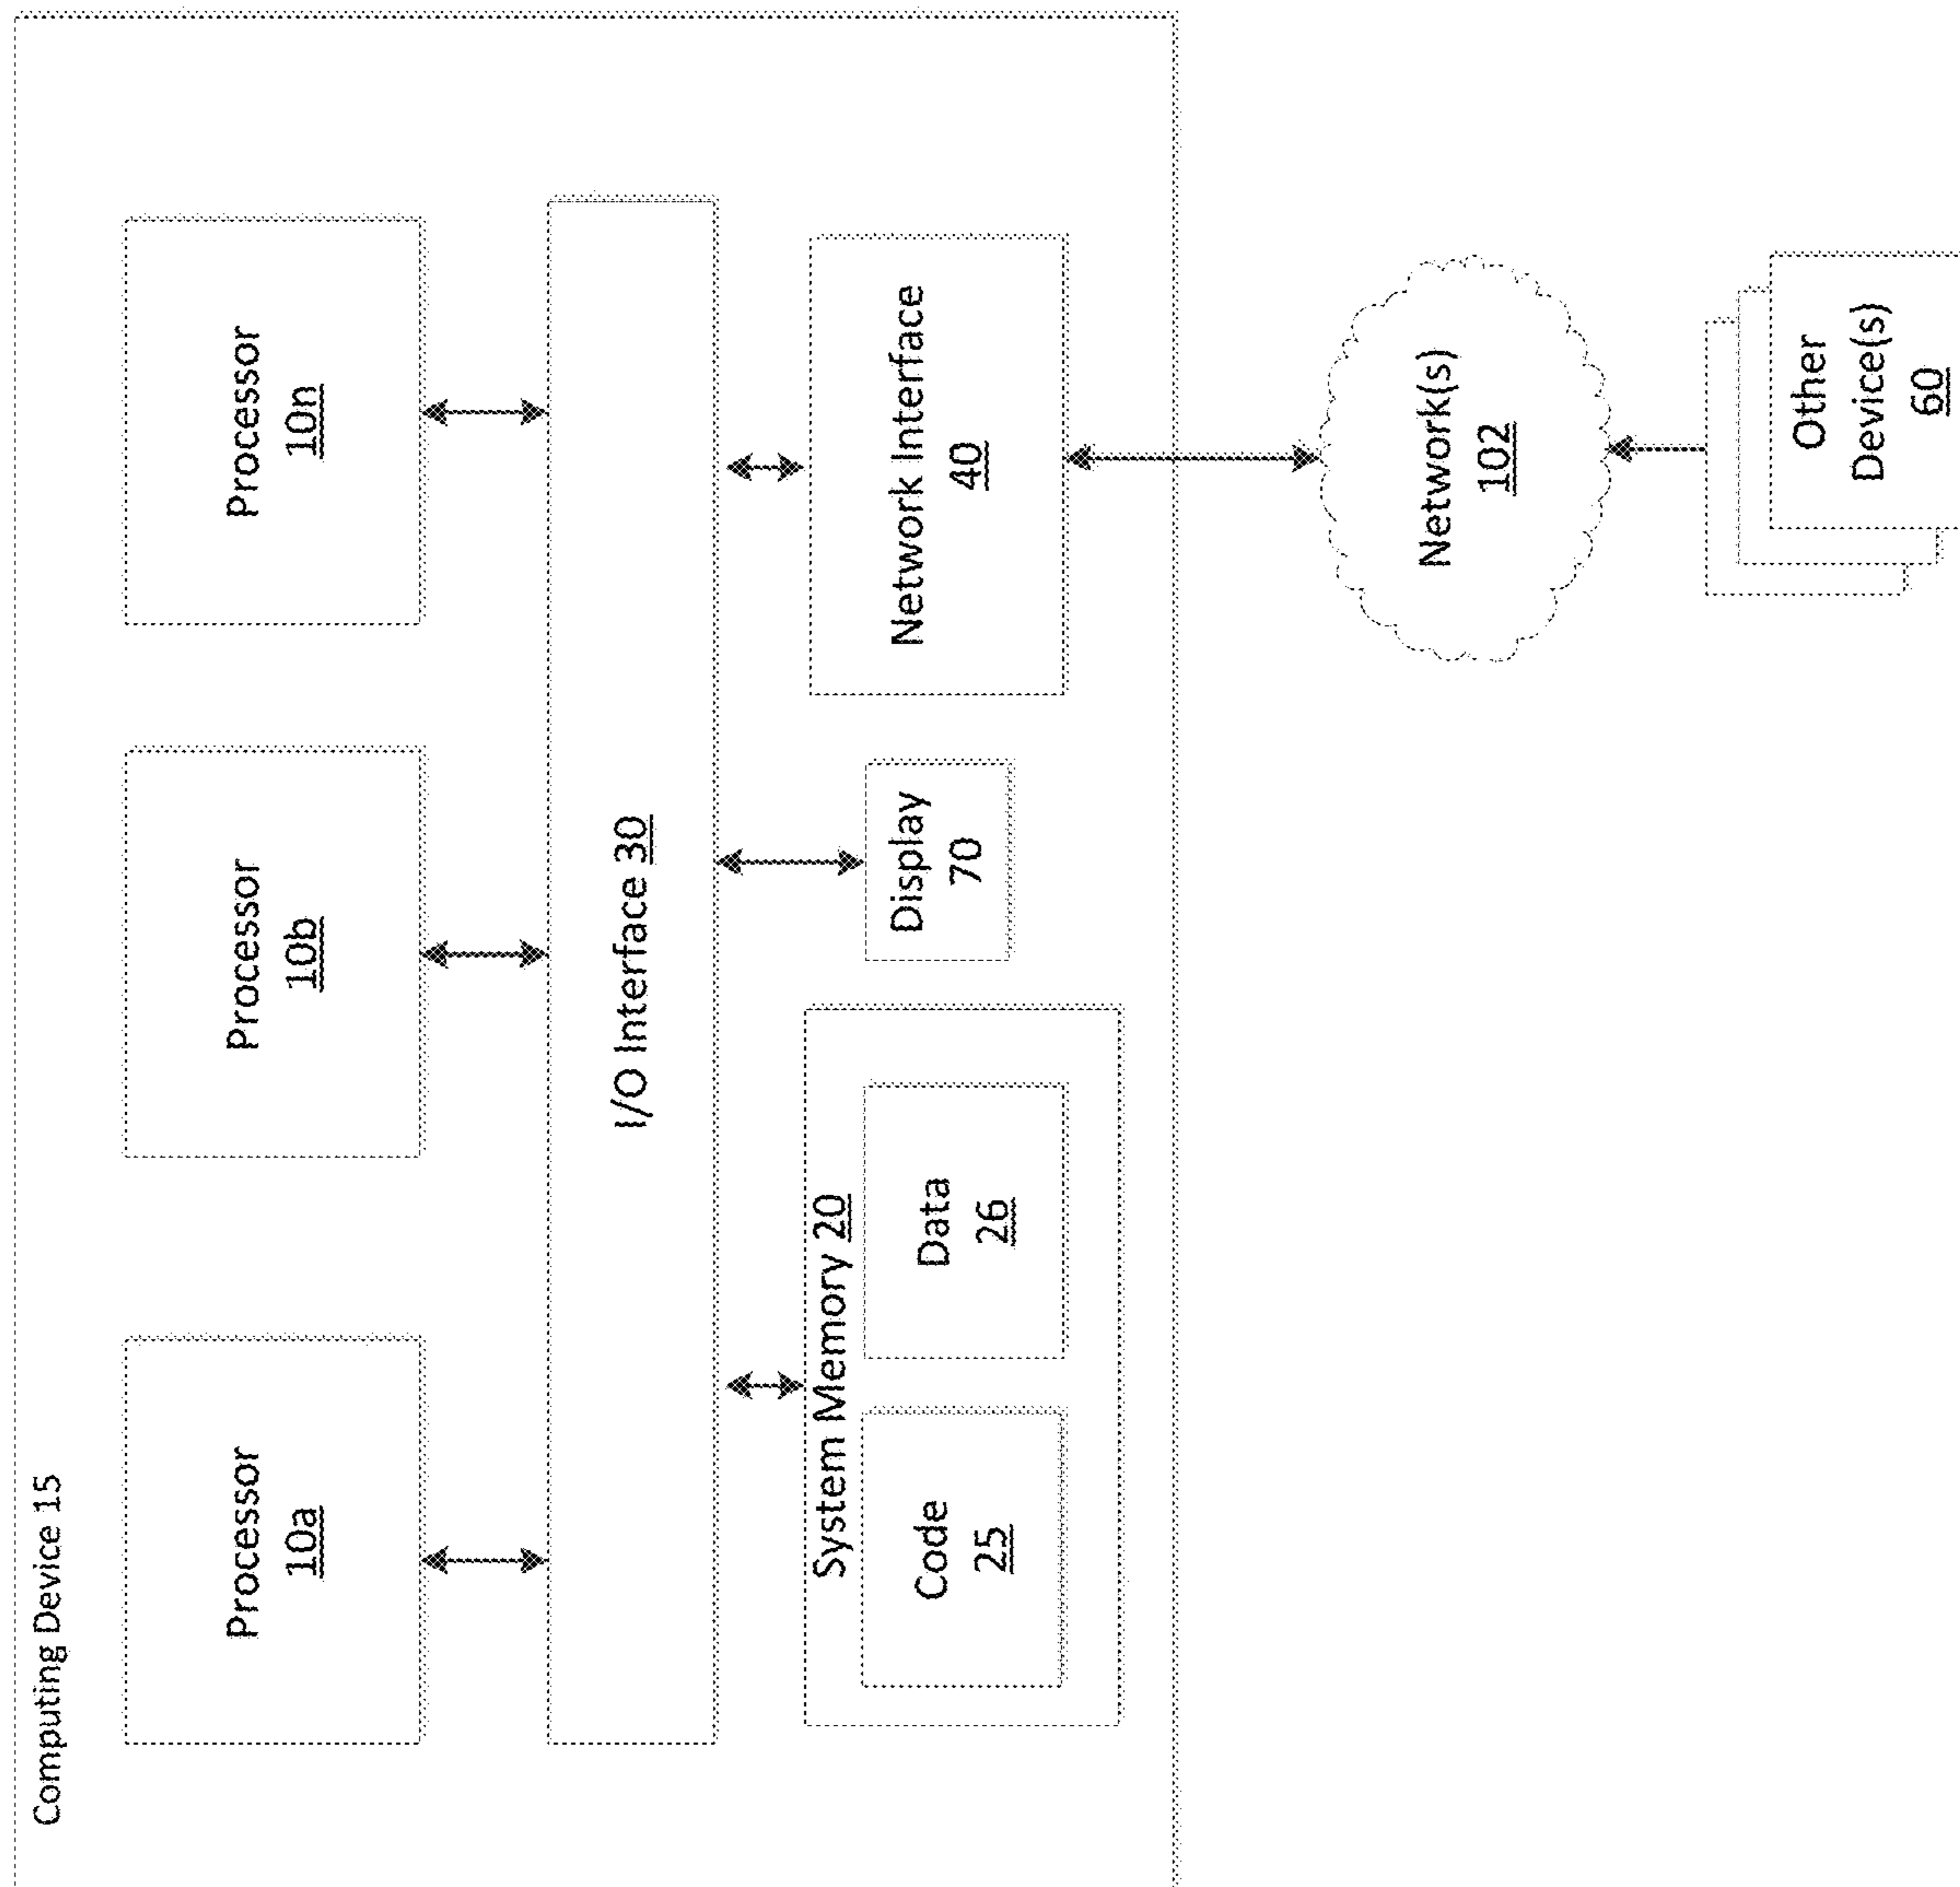 Computing Device 15
Processor
10a
Processor
10b
Processor
10n
I/O Interface 30
System Memory 20
Code
25
Data
26
Display
70
Network Interface
40
Network(s)
102
Other
Device(s)
60